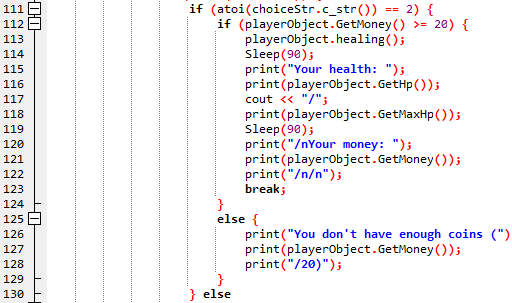 111 if (atoi(choiceStr.c_str()) == 2) {
112 if (playerObject.GetMoney() >= 20) {
113 playerObject.healing();
114 Sleep(90);
115 print("Your health: ");
116 print(playerObject.GetHp());
117 cout << "/";
118 print(playerObject.GetMaxHp());
119 Sleep(90);
120 print("/nYour money: ");
121 print(playerObject.GetMoney());
122 print("/n/n");
123 break;
124 }
125 else {
126 print("You don't have enough coins (")
127 print(playerObject.GetMoney());
128 print("/20)");
129 }
130 } else